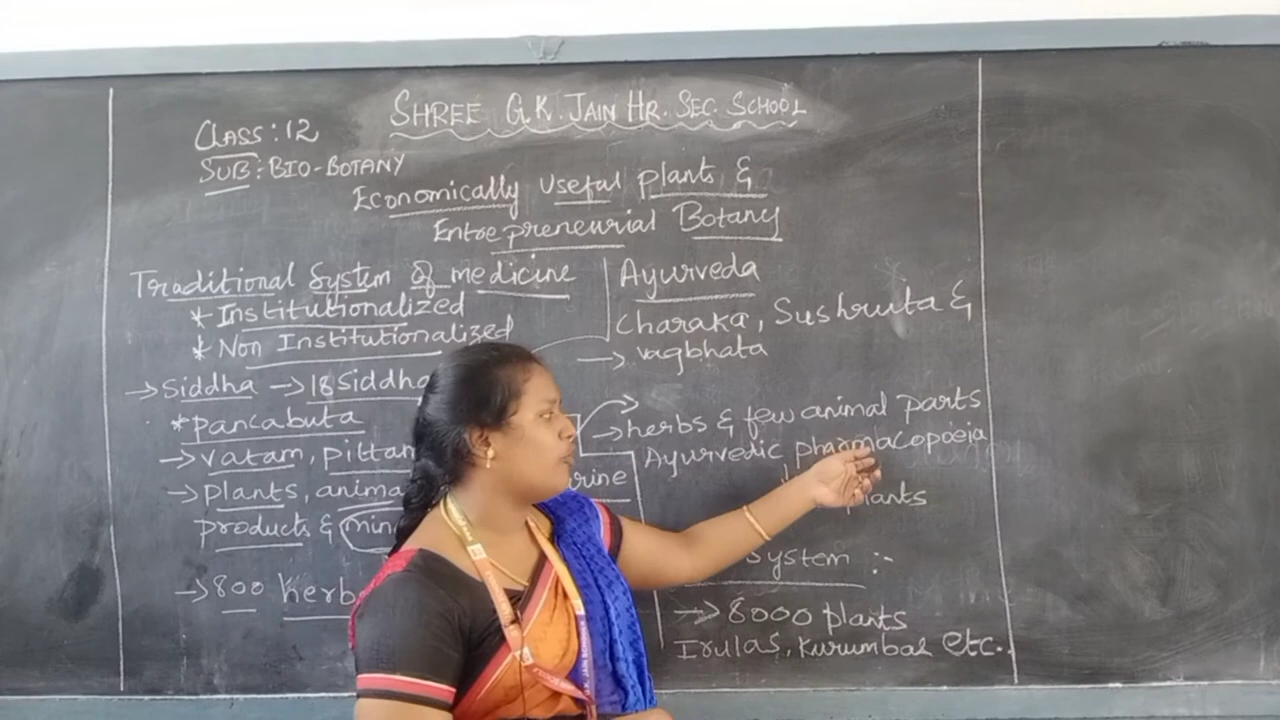 SHREE G.K. JAIN HR. SEC. SCHOOL
CLASS: 12
SUB: BIO-BOTANY
Economically useful plants &
Entrepreneurial Botany
Traditional System of medicine
* Institutionalized
* Non Institutionalized
→ Siddha → 18 Siddha
* pancabuta
→ vatam, pittam
→ plants, anima
products &
→ 800 herb
Ayurveda
Charaka, Sushruta &
→ vagbhata
→ herbs & few animal parts
Ayurvedic pharmacopoeia
plants
System :-
→ 8000 plants
Irulas, Kurumbas etc..